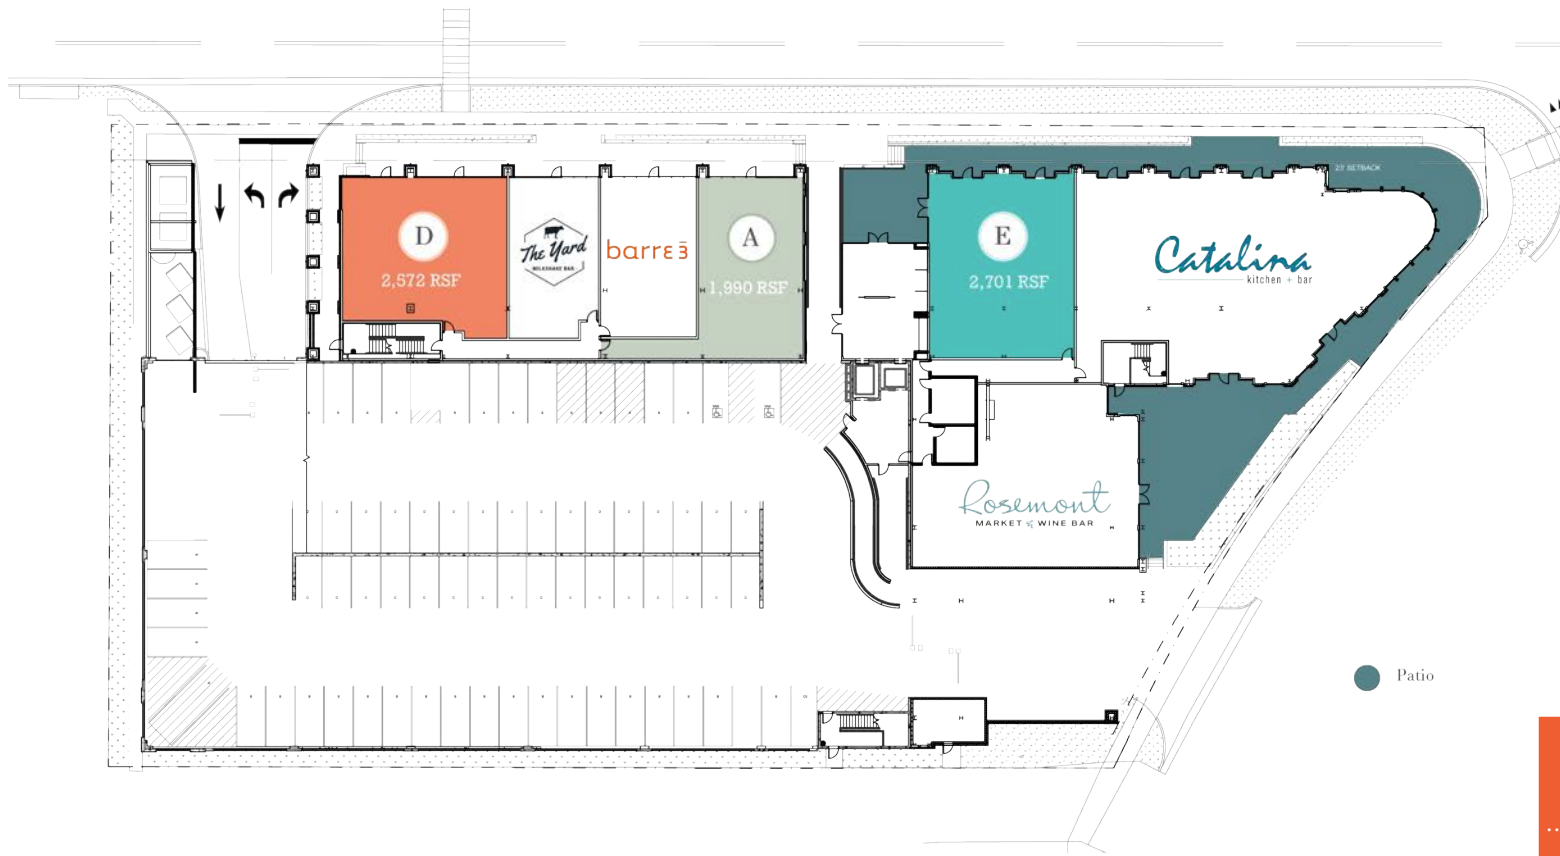 23' SETBACK
D
2,572 RSF
The Yard
MILKSHAKE BAR
barre3
A
1,990 RSF
E
2,701 RSF
Catalina
kitchen + bar
Rosemont
MARKET & WINE BAR
Patio